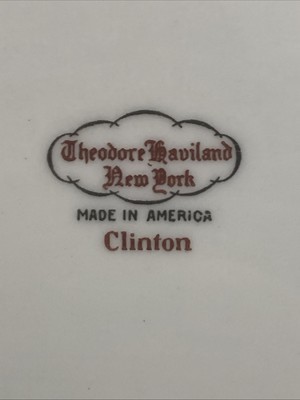 Theodore Haviland
New York
MADE IN AMERICA
Clinton